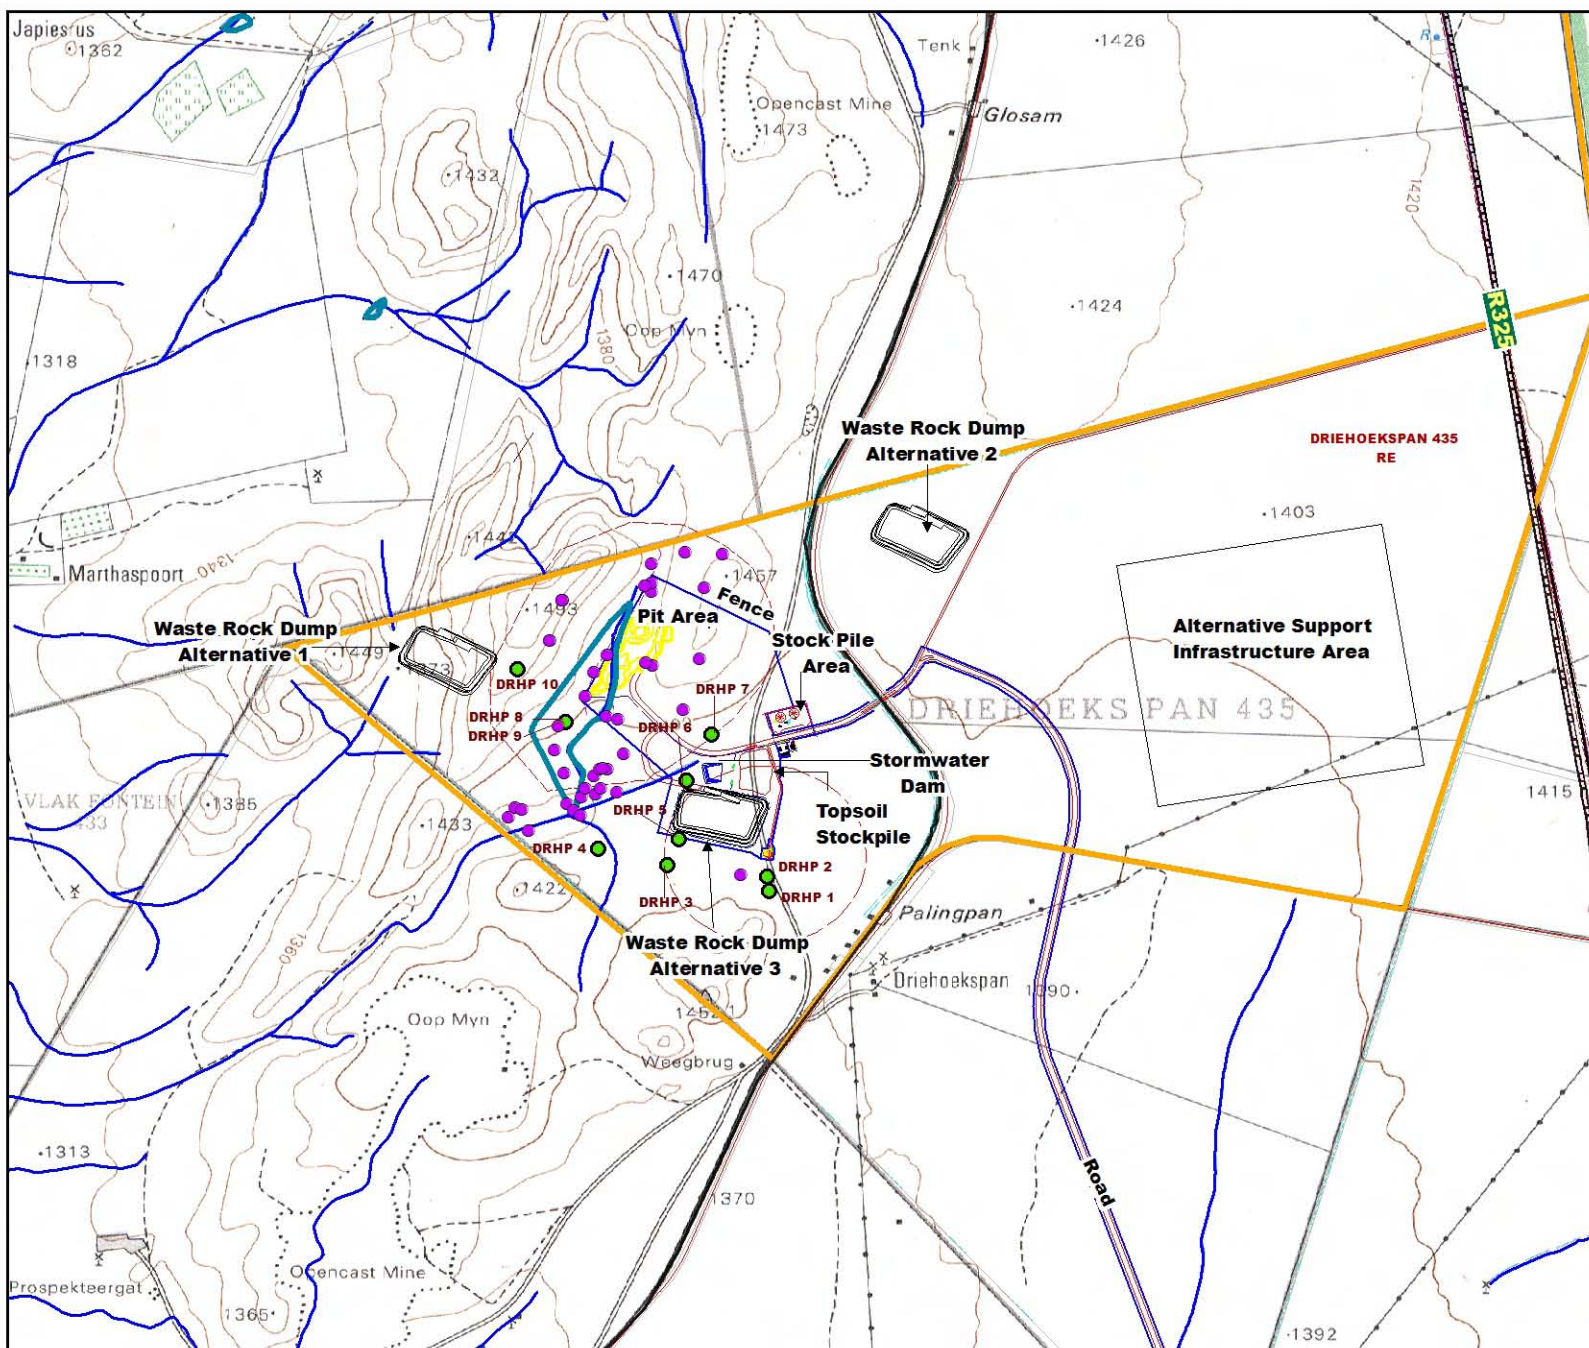 Japiesrus
1362
Tenk
1426
R
Opencast Mine
1473
Glosam
1432
1420
1470
1424
Oop Myn
1380
R325
1318
Waste Rock Dump
Alternative 2
DRIEHOEKSPAN 435
RE
1403
1442
Marthaspoort
1340
1457
Fence
1493
Pit Area
Waste Rock Dump
Alternative 1
1449
1373
Stock Pile
Area
Alternative Support
Infrastructure Area
DRHP 10
DRHP 7
DRHP 8
DRHP 9
DRHP 6
DRIEHOEKS PAN 435
Stormwater
Dam
VLAK FONTEIN
433
1385
1433
DRHP 5
Topsoil
Stockpile
1415
DRHP 4
DRHP 2
DRHP 1
1422
DRHP 3
Palingpan
1360
Waste Rock Dump
Alternative 3
Driehoekspan
1390
Oop Myn
Weegbrug
1313
Road
1370
Opencast Mine
Prospekteergat
1365
1392